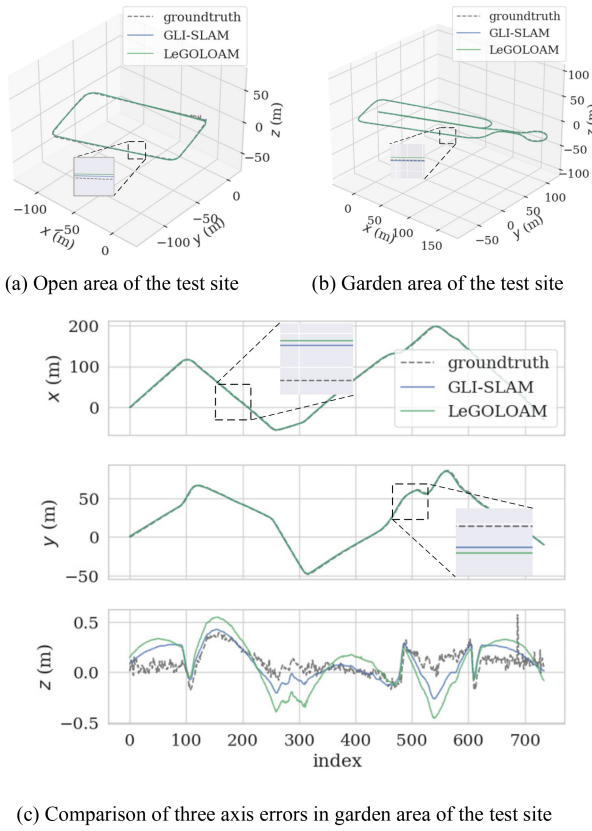 groundtruth
GLI-SLAM
LeGOLOAM
50
0
−50
z (m)
−100
−50
0
x (m)
−100
−50
0
y (m)
(a) Open area of the test site
groundtruth
GLI-SLAM
LeGOLOAM
100
50
0
−50
−100
z (m)
0
50
100
150
x (m)
−50
0
50
100
y (m)
(b) Garden area of the test site
200
100
0
x (m)
groundtruth
GLI-SLAM
LeGOLOAM
50
0
−50
y (m)
0.5
0.0
−0.5
z (m)
0 100 200 300 400 500 600 700
index
(c) Comparison of three axis errors in garden area of the test site